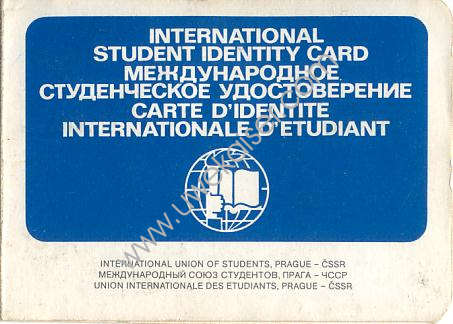 INTERNATIONAL
STUDENT IDENTITY CARD
МЕЖДУНАРОДНОЕ
СТУДЕНЧЕСКОЕ УДОСТОВЕРЕНИЕ
CARTE D'IDENTITE
INTERNATIONALE D'ETUDIANT
INTERNATIONAL UNION OF STUDENTS, PRAGUE – ČSSR
МЕЖДУНАРОДНЫЙ СОЮЗ СТУДЕНТОВ, ПРАГА – ЧССР
UNION INTERNATIONALE DES ETUDIANTS, PRAGUE – ČSSR